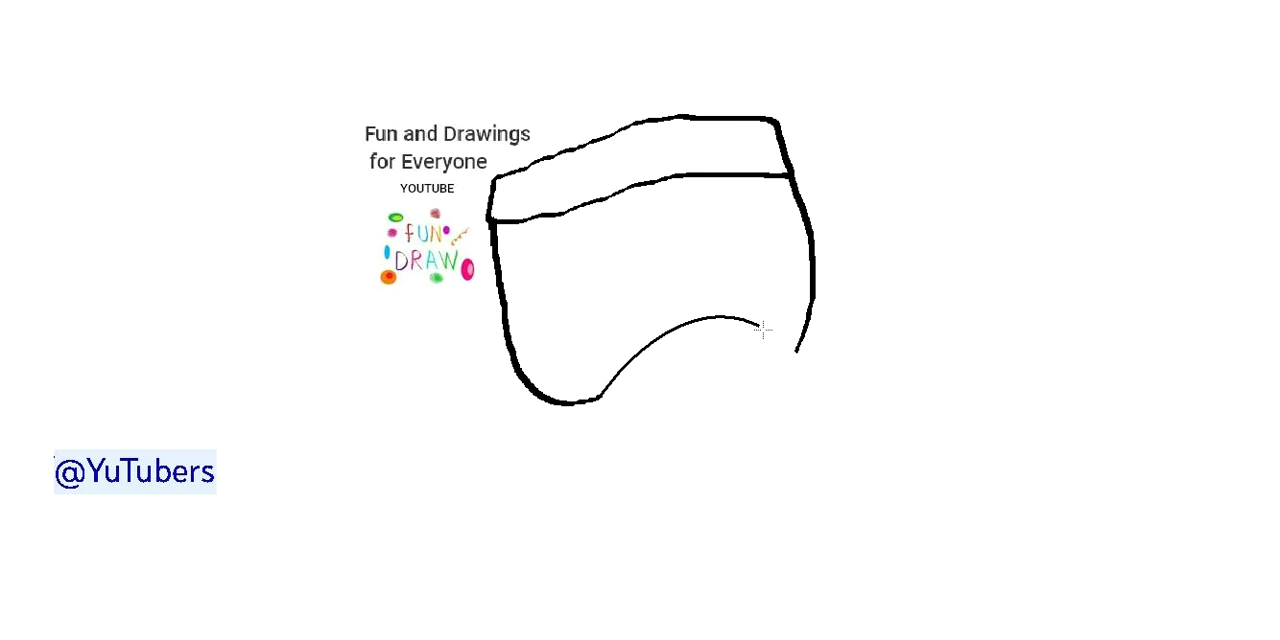 Fun and Drawings
for Everyone
YOUTUBE
FUN
DRAW
@YuTubers